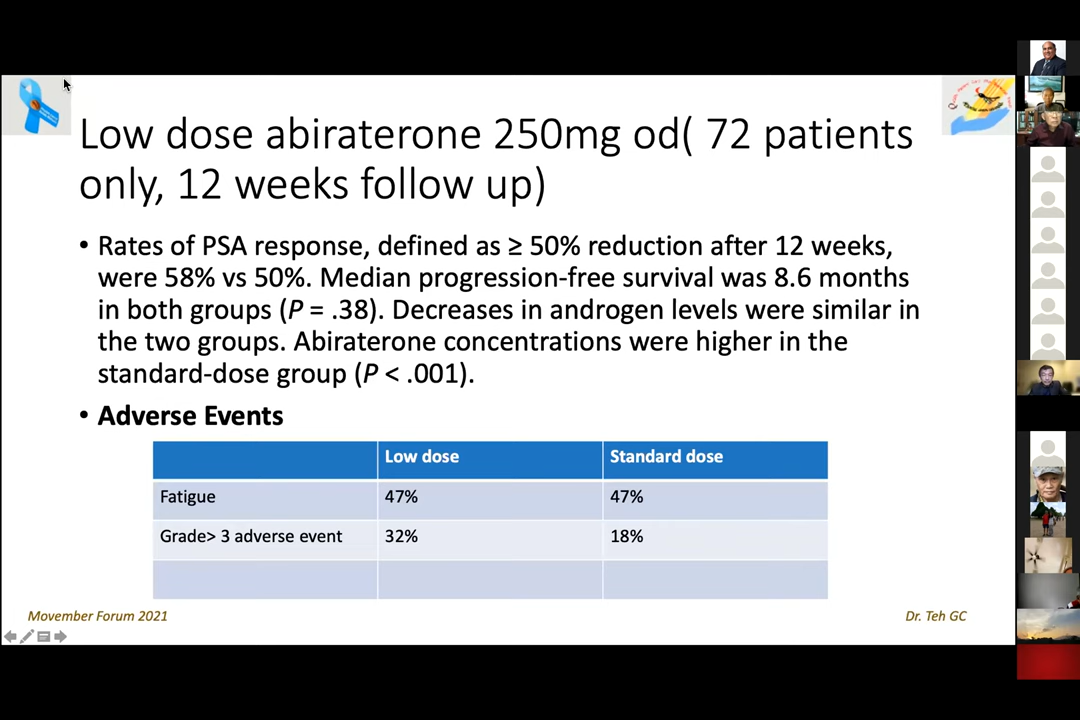 Low dose abiraterone 250mg od( 72 patients
only, 12 weeks follow up)
• Rates of PSA response, defined as ≥ 50% reduction after 12 weeks,
were 58% vs 50%. Median progression-free survival was 8.6 months
in both groups (P = .38). Decreases in androgen levels were similar in
the two groups. Abiraterone concentrations were higher in the
standard-dose group (P < .001).
• Adverse Events
Low dose Standard dose
Fatigue 47% 47%
Grade> 3 adverse event 32% 18%
Movember Forum 2021 Dr. Teh GC